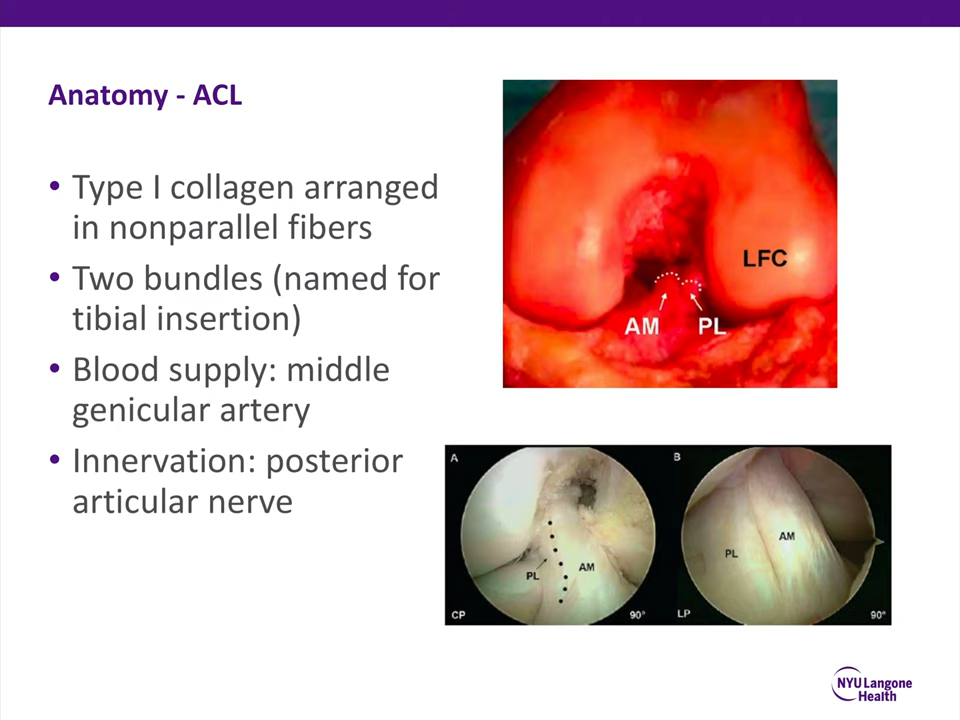 Anatomy - ACL
• Type I collagen arranged
in nonparallel fibers
• Two bundles (named for
tibial insertion)
• Blood supply: middle
genicular artery
• Innervation: posterior
articular nerve
LFC
AM PL
A
PL
AM
CP
90°
B
PL
AM
LP
90°
NYU Langone
Health